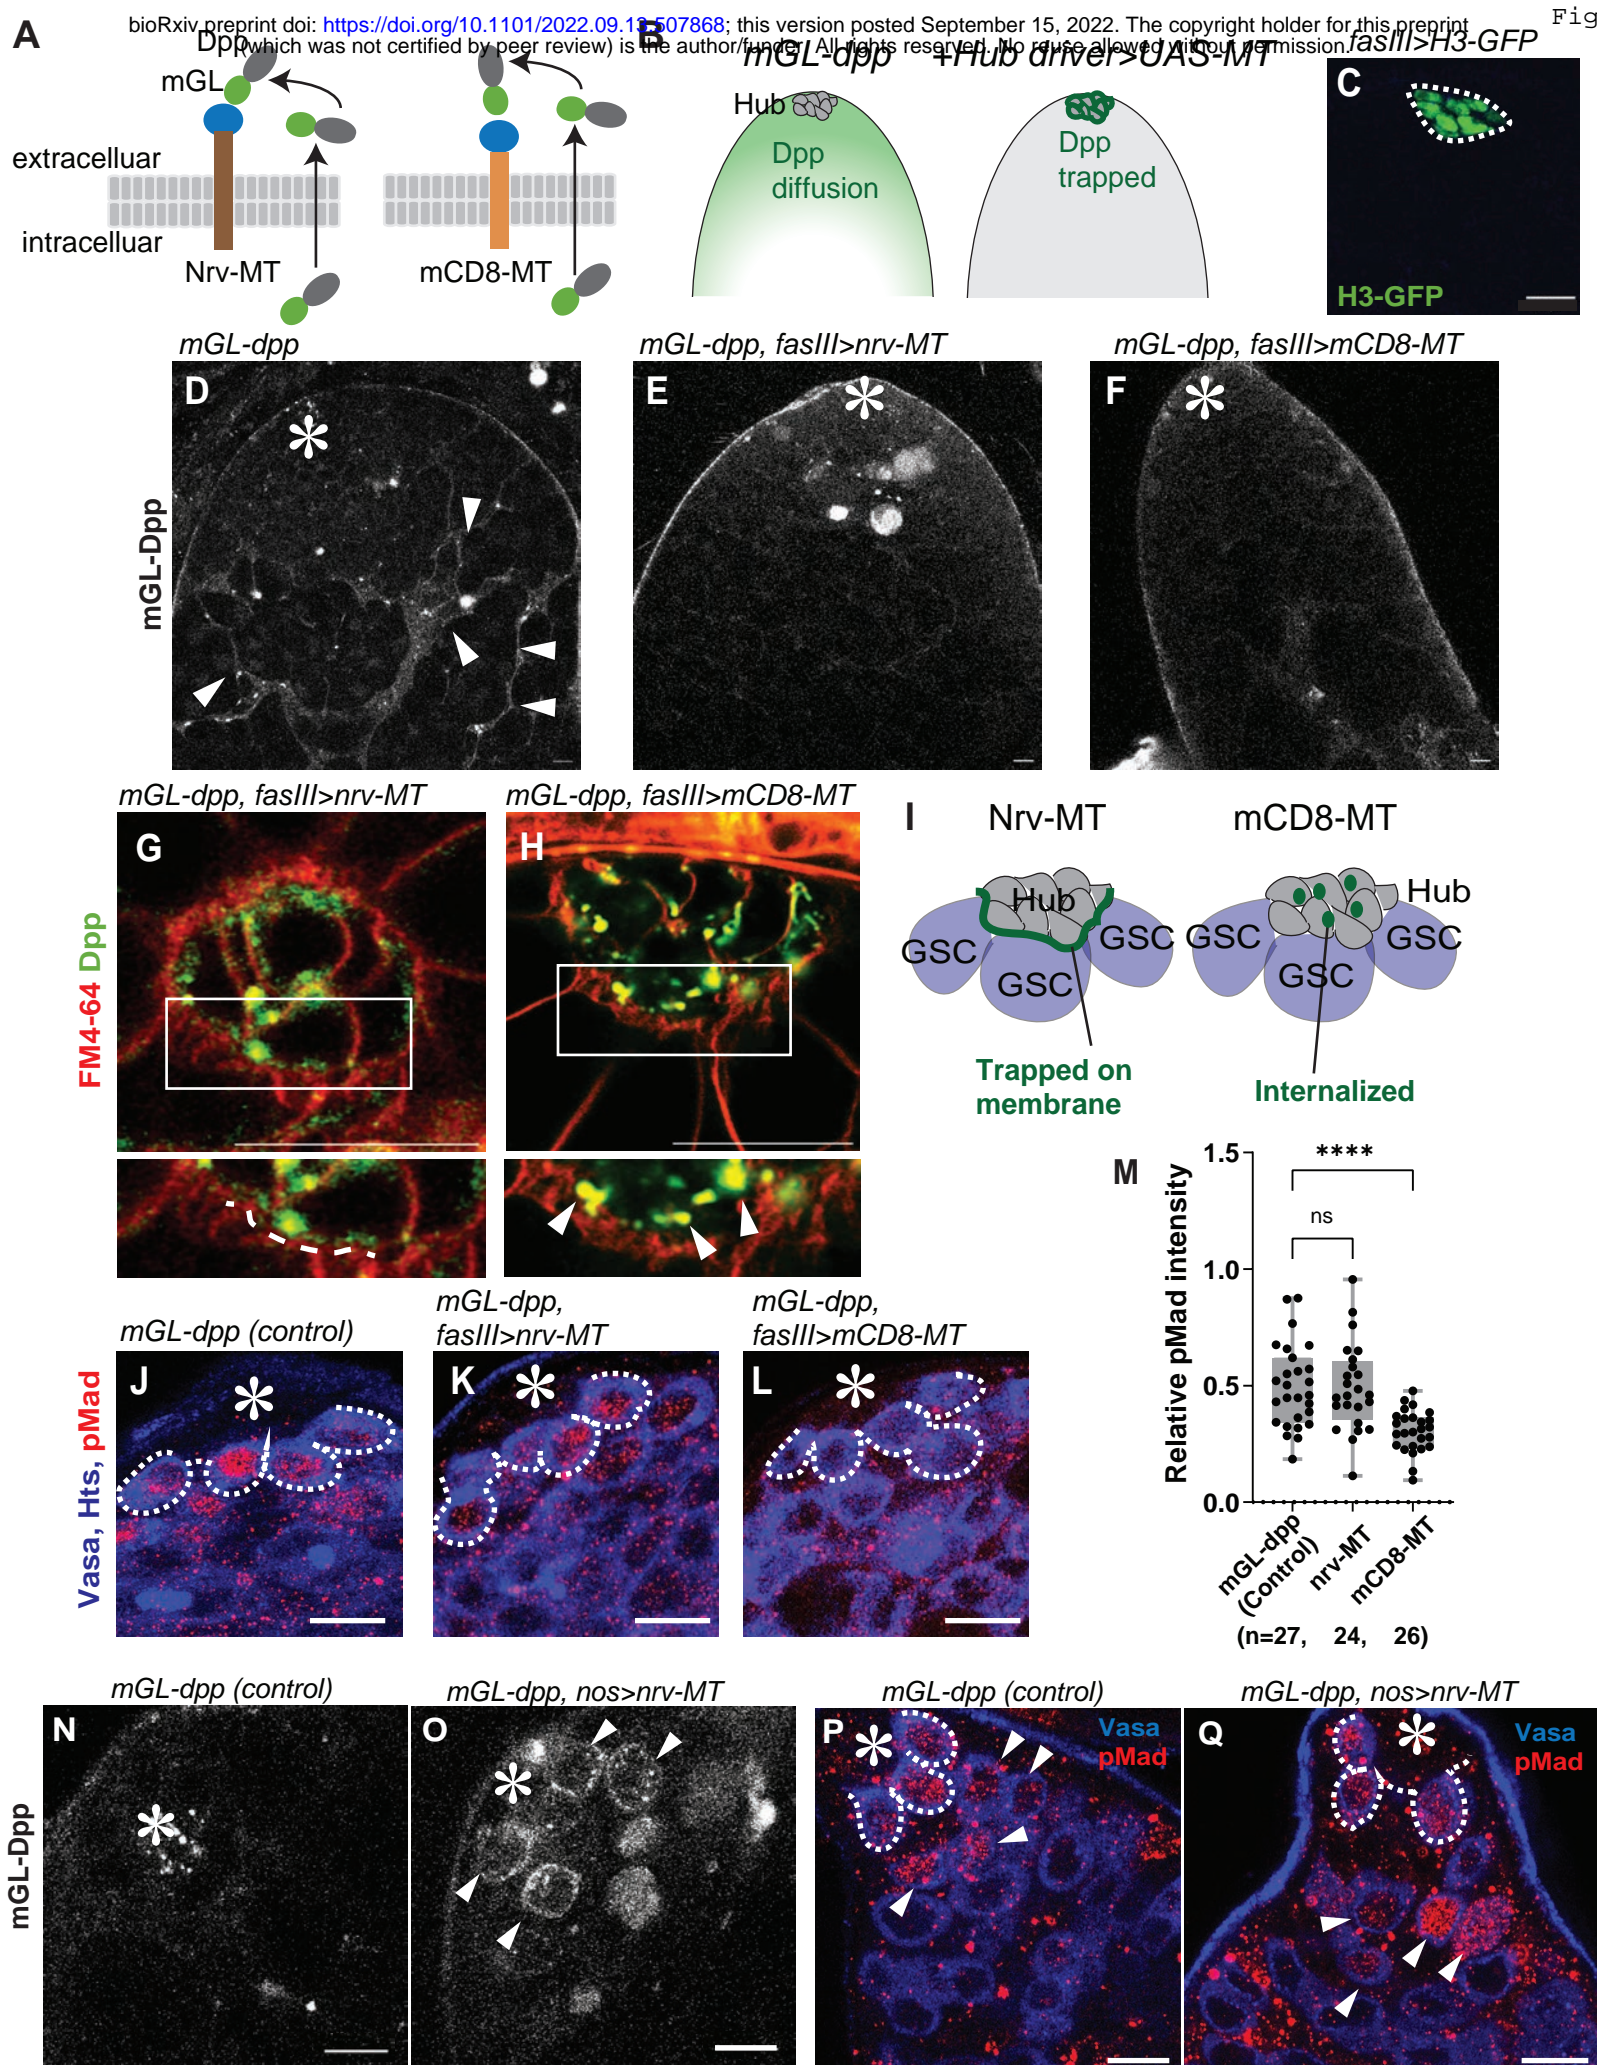 bioRxiv preprint doi: https://doi.org/10.1101/2022.09.13.507868; this version posted September 15, 2022. The copyright holder for this preprint
(which was not certified by peer review) is the author/funder. All rights reserved. No reuse allowed without permission.
Fig
A
Dpp
mGL
extracelluar
intracelluar
Nrv-MT
mCD8-MT
B
mGL-dpp
+Hub driver>UAS-MT
Hub
Dpp
diffusion
Dpp
trapped
fasIII>H3-GFP
C
H3-GFP
mGL-dpp
mGL-dpp, fasIII>nrv-MT
mGL-dpp, fasIII>mCD8-MT
mGL-Dpp
D
*
E
*
F
*
mGL-dpp, fasIII>nrv-MT
mGL-dpp, fasIII>mCD8-MT
FM4-64 Dpp
G
H
I
Nrv-MT
mCD8-MT
Hub
GSC
GSC
GSC
Trapped on
membrane
Hub
GSC
GSC
GSC
Internalized
mGL-dpp (control)
mGL-dpp,
fasIII>nrv-MT
mGL-dpp,
fasIII>mCD8-MT
Vasa, Hts, pMad
J
*
K
*
L
*
M
Relative pMad intensity
1.5
1.0
0.5
0.0
****
ns
mGL-dpp
(Control)
nrv-MT
mCD8-MT
(n=27, 24, 26)
mGL-dpp (control)
mGL-dpp, nos>nrv-MT
mGL-dpp (control)
mGL-dpp, nos>nrv-MT
mGL-Dpp
N
*
O
*
P
*
Vasa
pMad
Q
*
Vasa
pMad